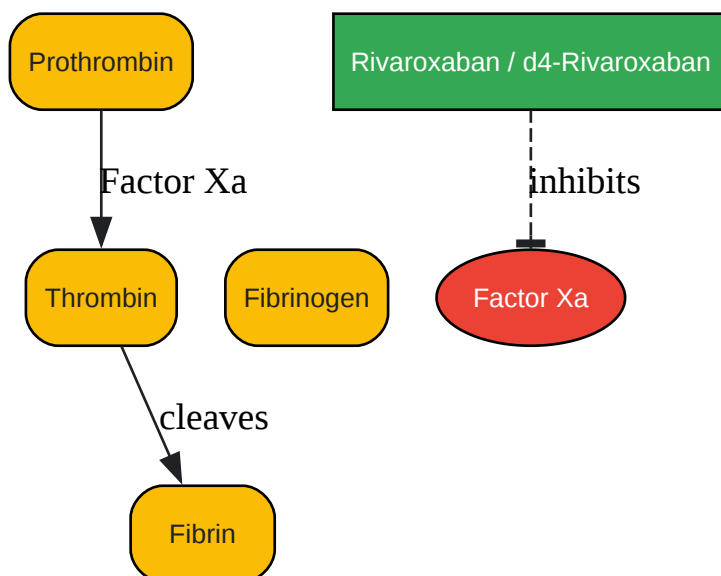 Prothrombin
Rivaroxaban / d4-Rivaroxaban
Factor Xa
inhibits
Thrombin
Fibrinogen
Factor Xa
cleaves
Fibrin